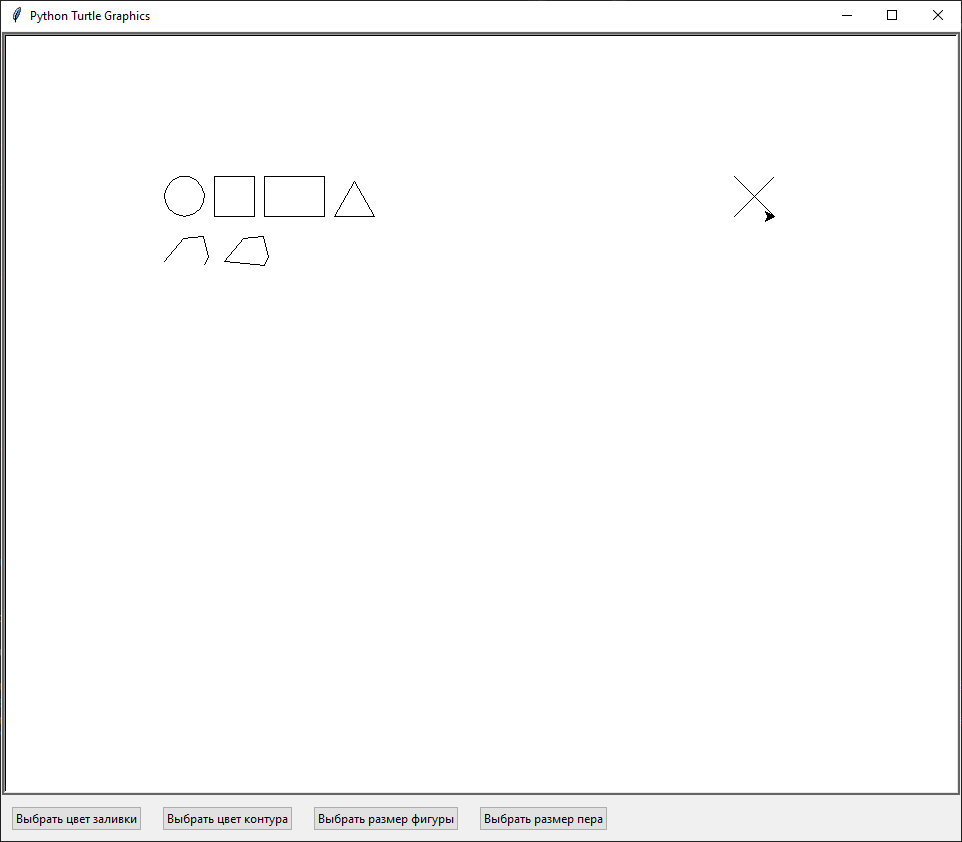 Python Turtle Graphics
Выбрать цвет заливки
Выбрать цвет контура
Выбрать размер фигуры
Выбрать размер пера